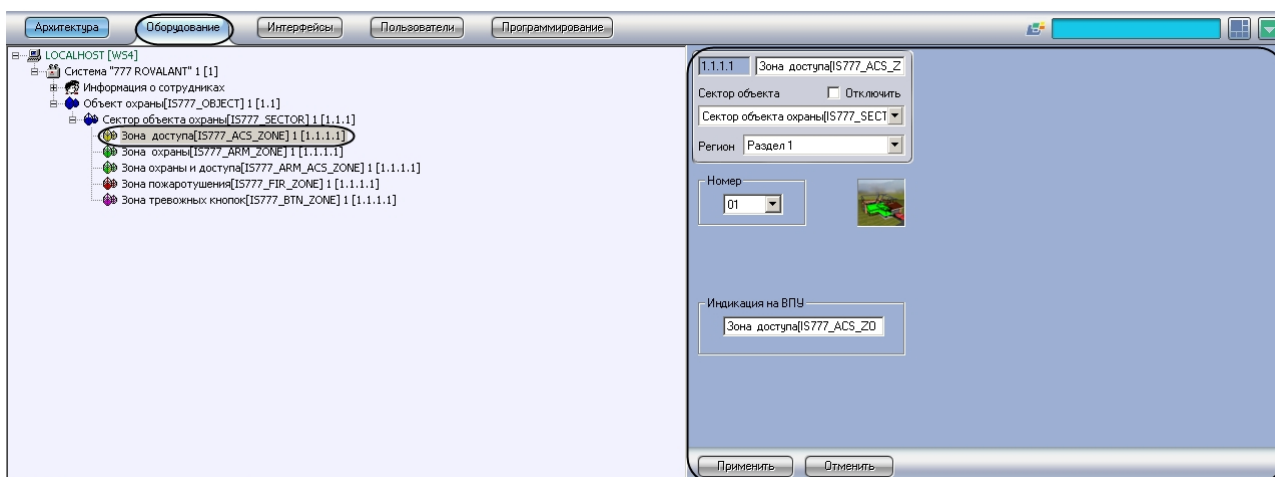 Архитектура Оборудование Интерфейсы Пользователи Программирование
LOCALHOST [WS4]
Система "777 ROVALANT" 1 [1]
Информация о сотрудниках
Объект охраны[IS777_OBJECT] 1 [1.1]
Сектор объекта охраны[IS777_SECTOR] 1 [1.1.1]
Зона доступа[IS777_ACS_ZONE] 1 [1.1.1.1]
Зона охраны[IS777_ARM_ZONE] 1 [1.1.1.1]
Зона охраны и доступа[IS777_ARM_ACS_ZONE] 1 [1.1.1.1]
Зона пожаротушения[IS777_FIR_ZONE] 1 [1.1.1.1]
Зона тревожных кнопок[IS777_BTN_ZONE] 1 [1.1.1.1]
1.1.1.1 Зона доступа[IS777_ACS_Z
Сектор объекта Отключить
Сектор объекта охраны[IS777_SECT
Регион Раздел 1
Номер
01
Индикация на ВПУ
Зона доступа[IS777_ACS_ZO
Применить Отменить